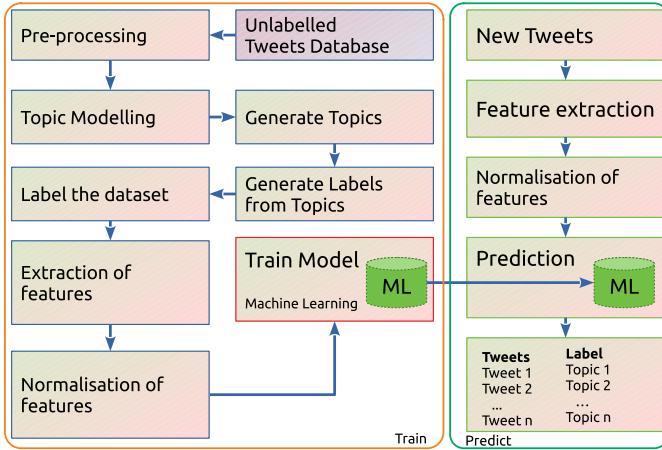 Pre-processing
Unlabelled
Tweets Database
Topic Modelling
Generate Topics
Label the dataset
Generate Labels
from Topics
Extraction of
features
Train Model
Machine Learning
ML
Normalisation of
features
Train
New Tweets
Feature extraction
Normalisation of
features
Prediction
ML
Tweets Label
Tweet 1 Topic 1
Tweet 2 Topic 2
... ...
Tweet n Topic n
Predict